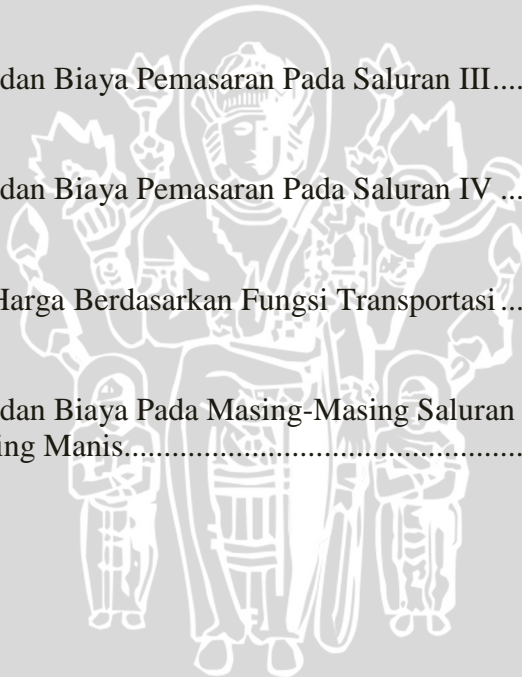 dan Biaya Pemasaran Pada Saluran III....
dan Biaya Pemasaran Pada Saluran IV ...
Harga Berdasarkan Fungsi Transportasi ...
dan Biaya Pada Masing-Masing Saluran
ing Manis...............................................